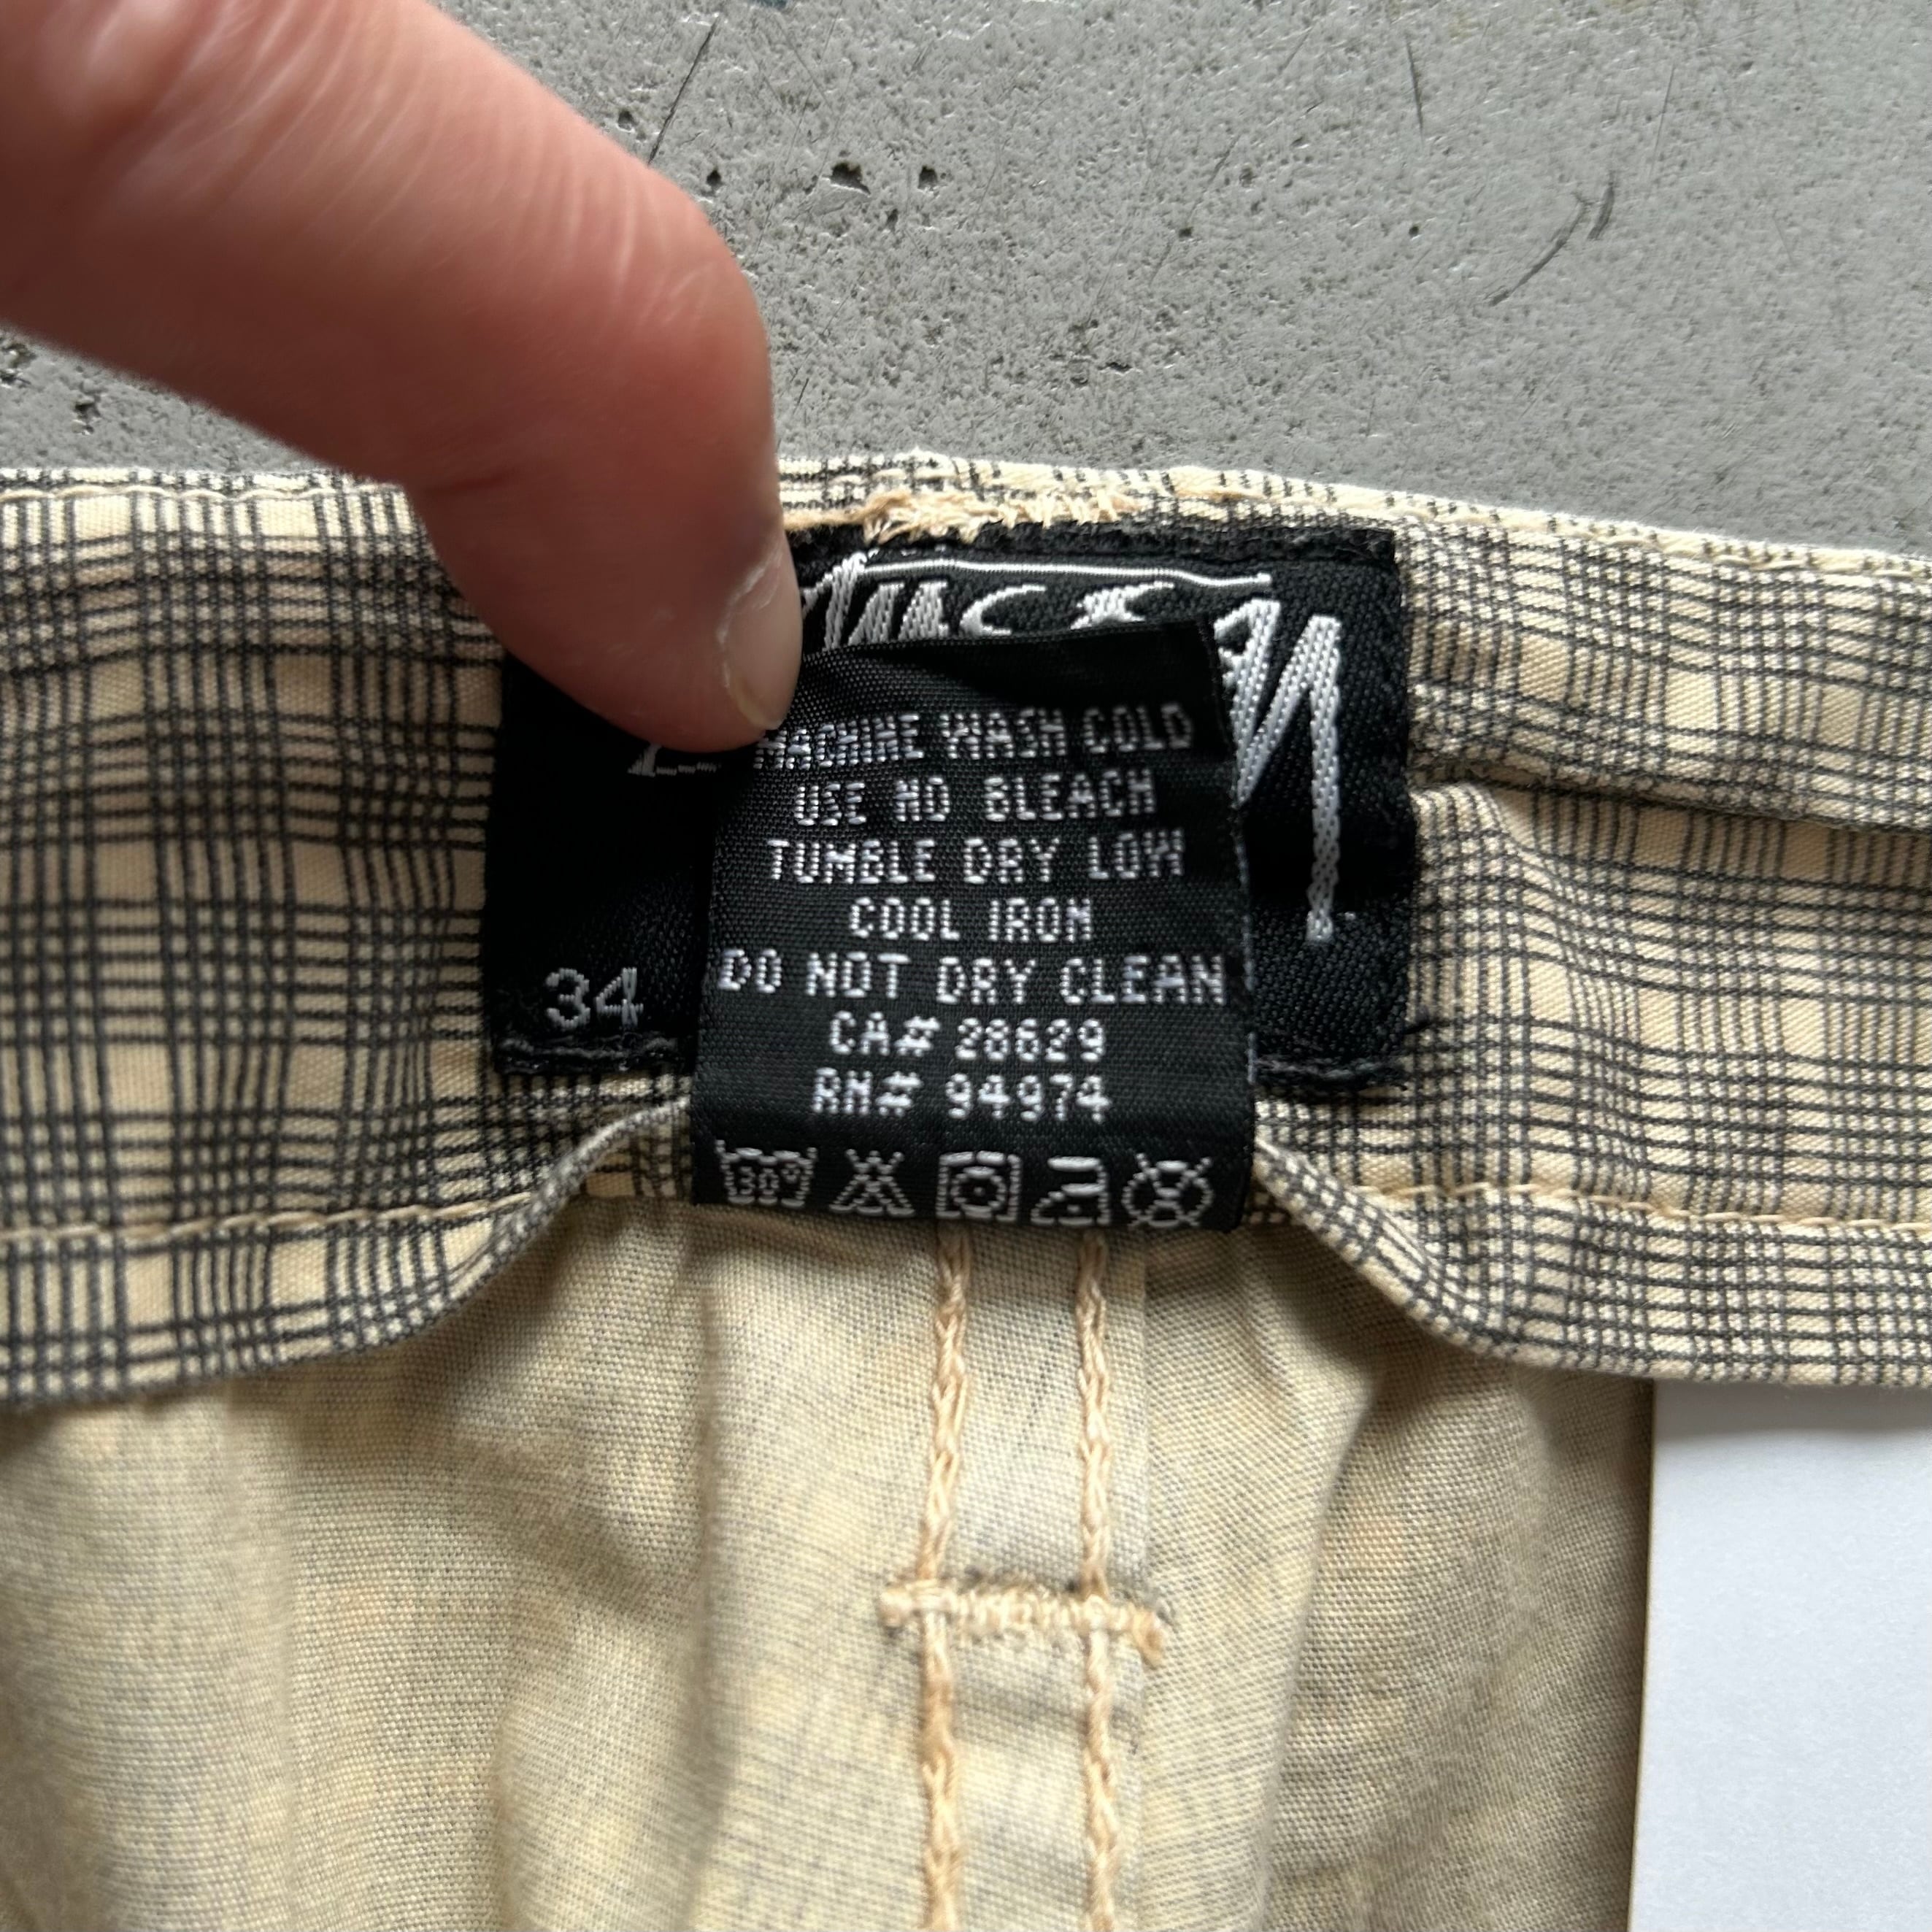 MACHINE WASH COLD
USE NO BLEACH
TUMBLE DRY LOW
COOL IRON
DO NOT DRY CLEAN
CA# 28629
RN# 94974
30°
34